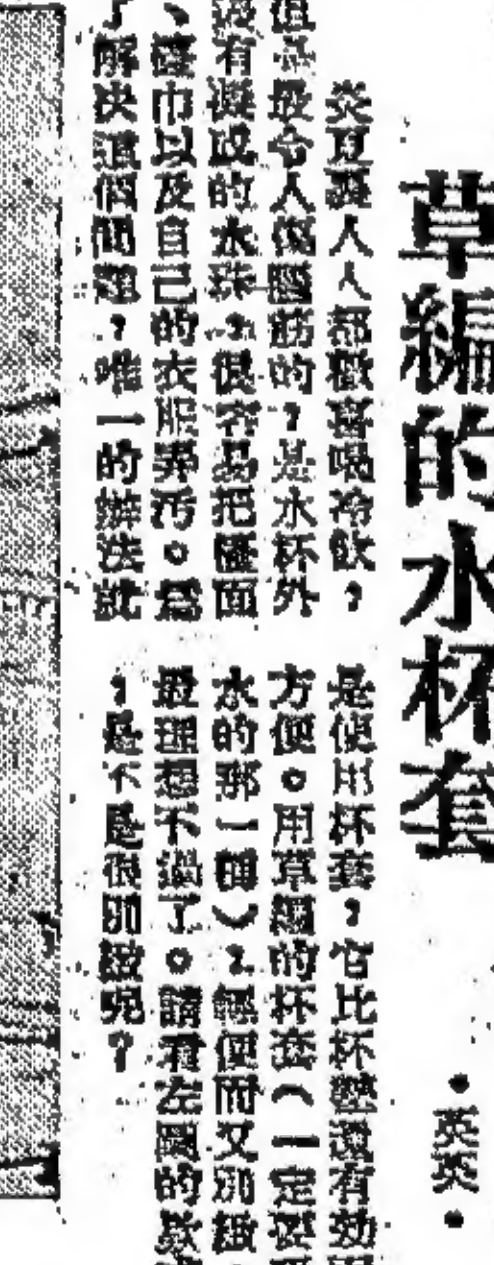 草編的水杯套
•英英•
炎夏裏人人都歡喜喝冷飲，
但是最令人傷腦筋的，是水杯外
沒有凝成的水珠，很容易把檯面
、檯巾以及自己的衣服弄污。爲
了解決這個問題，唯一的辦法就
是使用杯套，它比杯墊還有効
方便。用草織的杯套（一定要
水的那一種），輕便而又別緻，
最理想不過了。請看左圖的款
，是不是很別緻呢？